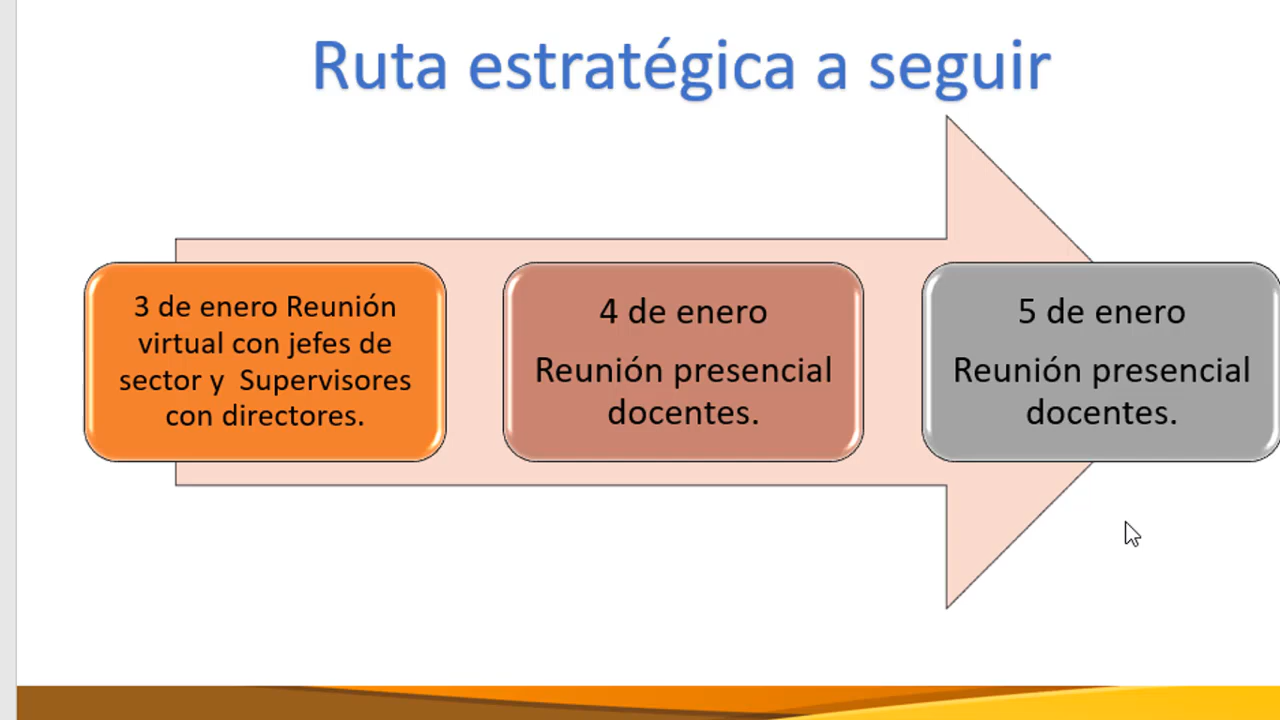 Ruta estratégica a seguir
3 de enero Reunión
virtual con jefes de
sector y Supervisores
con directores.
4 de enero
Reunión presencial
docentes.
5 de enero
Reunión presencial
docentes.